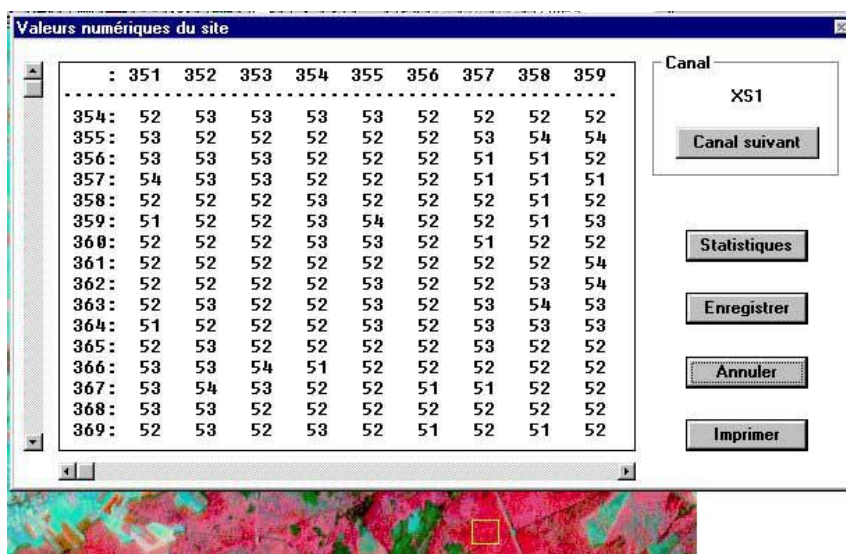 Valeurs numériques du site
: 351 352 353 354 355 356 357 358 359
354: 52 53 53 53 53 52 52 52 52
355: 53 52 52 52 52 52 53 54 54
356: 53 53 53 52 52 52 51 51 52
357: 54 53 53 52 52 52 51 51 51
358: 52 52 52 53 52 52 52 51 52
359: 51 52 52 53 54 52 52 51 53
360: 52 52 52 53 53 52 51 52 52
361: 52 52 52 52 52 52 52 52 54
362: 52 52 52 52 53 52 52 53 54
363: 52 53 52 52 53 52 53 54 53
364: 51 52 52 52 53 52 53 53 53
365: 52 53 52 52 52 52 53 52 52
366: 53 53 54 51 52 52 52 52 52
367: 53 54 53 52 52 51 51 52 52
368: 53 53 52 52 52 52 52 52 52
369: 52 53 52 53 52 51 52 51 52
Canal
XS1
Canal suivant
Statistiques
Enregistrer
Annuler
Imprimer